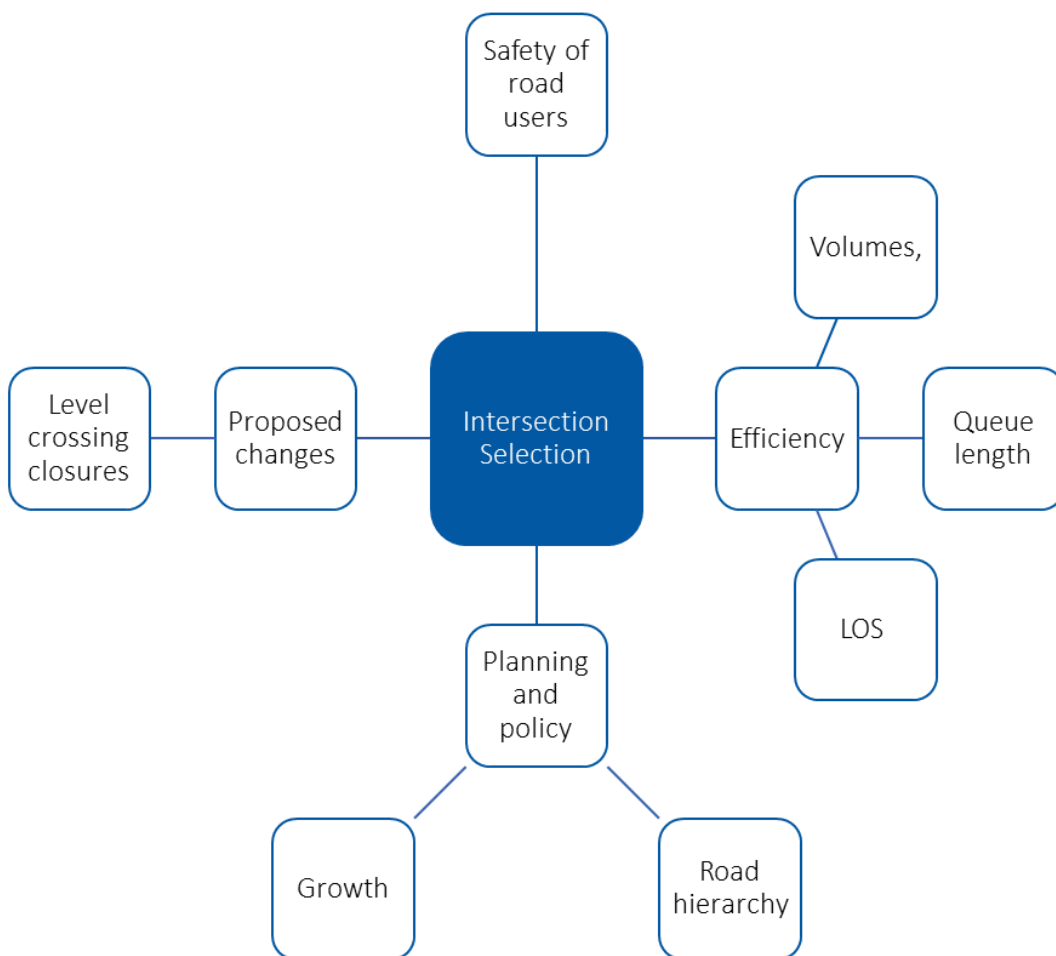 Safety of
road
users
Volumes,
Level
crossing
closures
Proposed
changes
Intersection
Selection
Efficiency
Queue
length
LOS
Planning
and
policy
Growth
Road
hierarchy